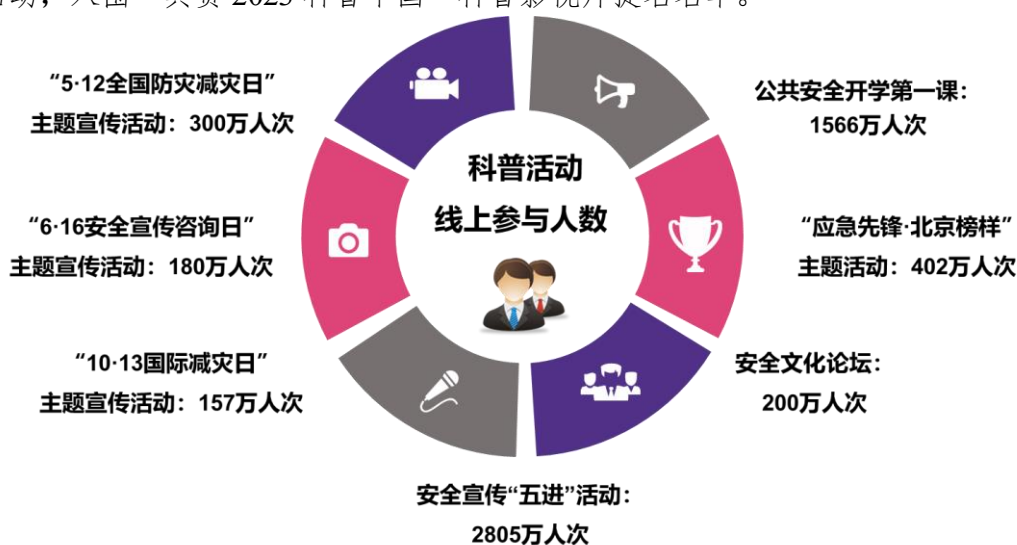 “5·12全国防灾减灾日”
主题宣传活动：300万人次
公共安全开学第一课：
1566万人次
科普活动
线上参与人数
“6·16安全宣传咨询日”
主题宣传活动：180万人次
“应急先锋·北京榜样”
主题活动：402万人次
“10·13国际减灾日”
主题宣传活动：157万人次
安全文化论坛：
200万人次
安全宣传“五进”活动：
2805万人次